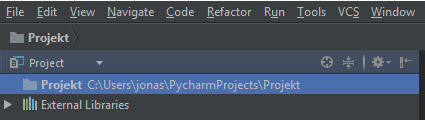 File Edit View Navigate Code Refactor Run Tools VCS Window
Projekt
Project
Projekt C:\Users\jonas\PycharmProjects\Projekt
External Libraries